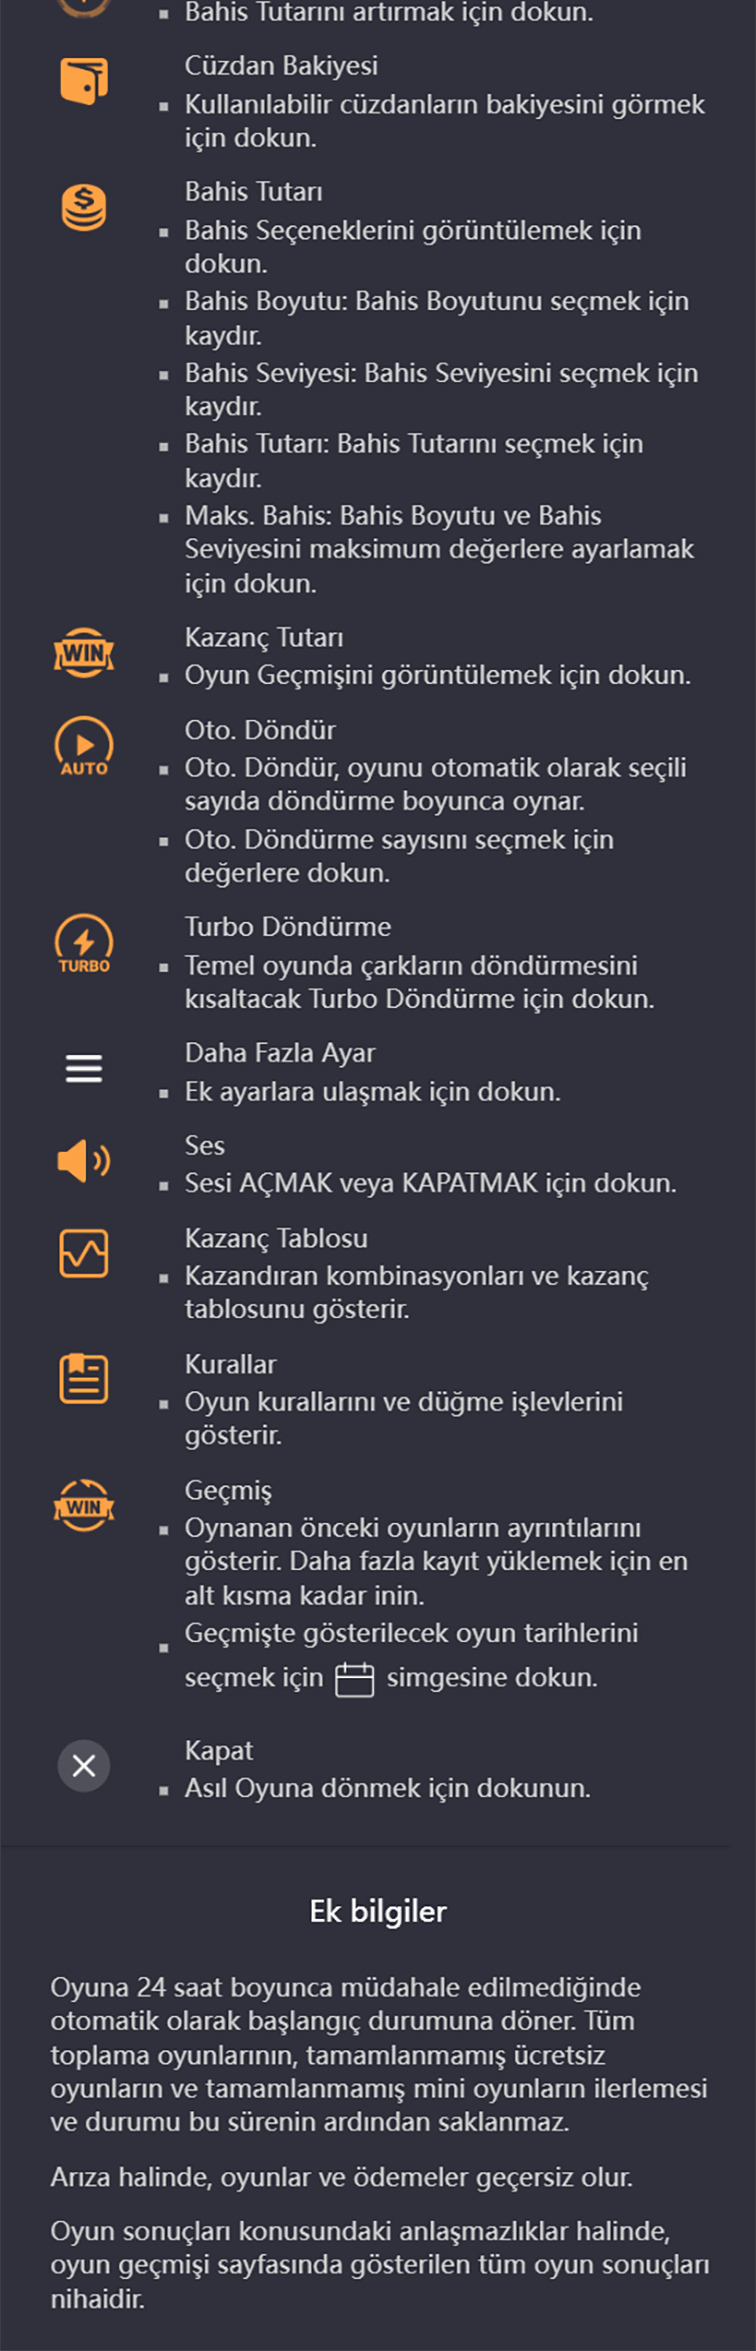 Bahis Tutarını artırmak için dokun.
Cüzdan Bakiyesi
Kullanılabilir cüzdanların bakiyesini görmek
için dokun.
Bahis Tutarı
Bahis Seçeneklerini görüntülemek için
dokun.
Bahis Boyutu: Bahis Boyutunu seçmek için
kaydır.
Bahis Seviyesi: Bahis Seviyesini seçmek için
kaydır.
Bahis Tutarı: Bahis Tutarını seçmek için
kaydır.
Maks. Bahis: Bahis Boyutu ve Bahis
Seviyesini maksimum değerlere ayarlamak
için dokun.
WIN
Kazanç Tutarı
Oyun Geçmişini görüntülemek için dokun.
AUTO
Oto. Döndür
Oto. Döndür, oyunu otomatik olarak seçili
sayıda döndürme boyunca oynar.
Oto. Döndürme sayısını seçmek için
değerlere dokun.
TURBO
Turbo Döndürme
Temel oyunda çarkların döndürmesini
kısaltacak Turbo Döndürme için dokun.
Daha Fazla Ayar
Ek ayarlara ulaşmak için dokun.
Ses
Sesi AÇMAK veya KAPATMAK için dokun.
Kazanç Tablosu
Kazandıran kombinasyonları ve kazanç
tablosunu gösterir.
Kurallar
Oyun kurallarını ve düğme işlevlerini
gösterir.
WIN
Geçmiş
Oynanan önceki oyunların ayrıntılarını
gösterir. Daha fazla kayıt yüklemek için en
alt kısma kadar inin.
Geçmişte gösterilecek oyun tarihlerini
seçmek için simgesine dokun.
Kapat
Asıl Oyuna dönmek için dokunun.
Ek bilgiler
Oyuna 24 saat boyunca müdahale edilmediğinde
otomatik olarak başlangıç durumuna döner. Tüm
toplama oyunlarının, tamamlanmamış ücretsiz
oyunların ve tamamlanmamış mini oyunların ilerlemesi
ve durumu bu sürenin ardından saklanmaz.
Arıza halinde, oyunlar ve ödemeler geçersiz olur.
Oyun sonuçları konusundaki anlaşmazlıklar halinde,
oyun geçmişi sayfasında gösterilen tüm oyun sonuçları
nihaidir.